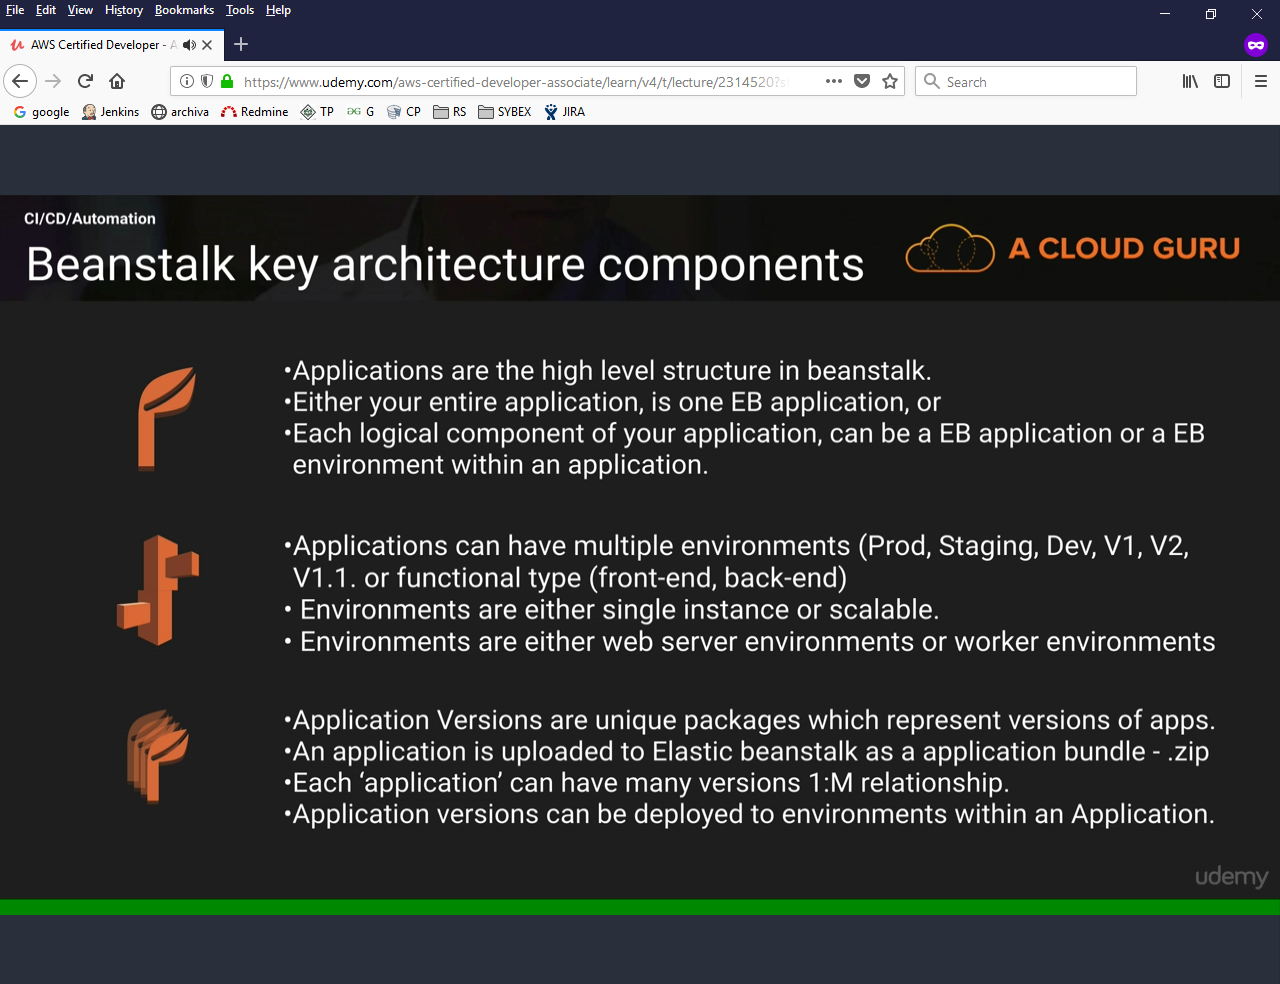 File Edit View History Bookmarks Tools Help
AWS Certified Developer - A
https://www.udemy.com/aws-certified-developer-associate/learn/v4/t/lecture/2314520?s
Search
google Jenkins archiva Redmine TP G CP RS SYBEX JIRA
CI/CD/Automation
Beanstalk key architecture components
A CLOUD GURU
•Applications are the high level structure in beanstalk.
•Either your entire application, is one EB application, or
•Each logical component of your application, can be a EB application or a EB
environment within an application.
•Applications can have multiple environments (Prod, Staging, Dev, V1, V2,
V1.1. or functional type (front-end, back-end)
• Environments are either single instance or scalable.
• Environments are either web server environments or worker environments
•Application Versions are unique packages which represent versions of apps.
•An application is uploaded to Elastic beanstalk as a application bundle - .zip
•Each ‘application’ can have many versions 1:M relationship.
•Application versions can be deployed to environments within an Application.
udemy